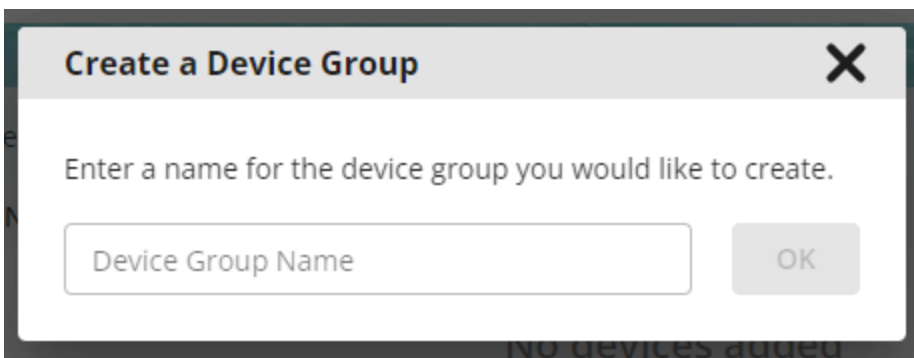 Create a Device Group
Enter a name for the device group you would like to create.
Device Group Name
OK
No devices added